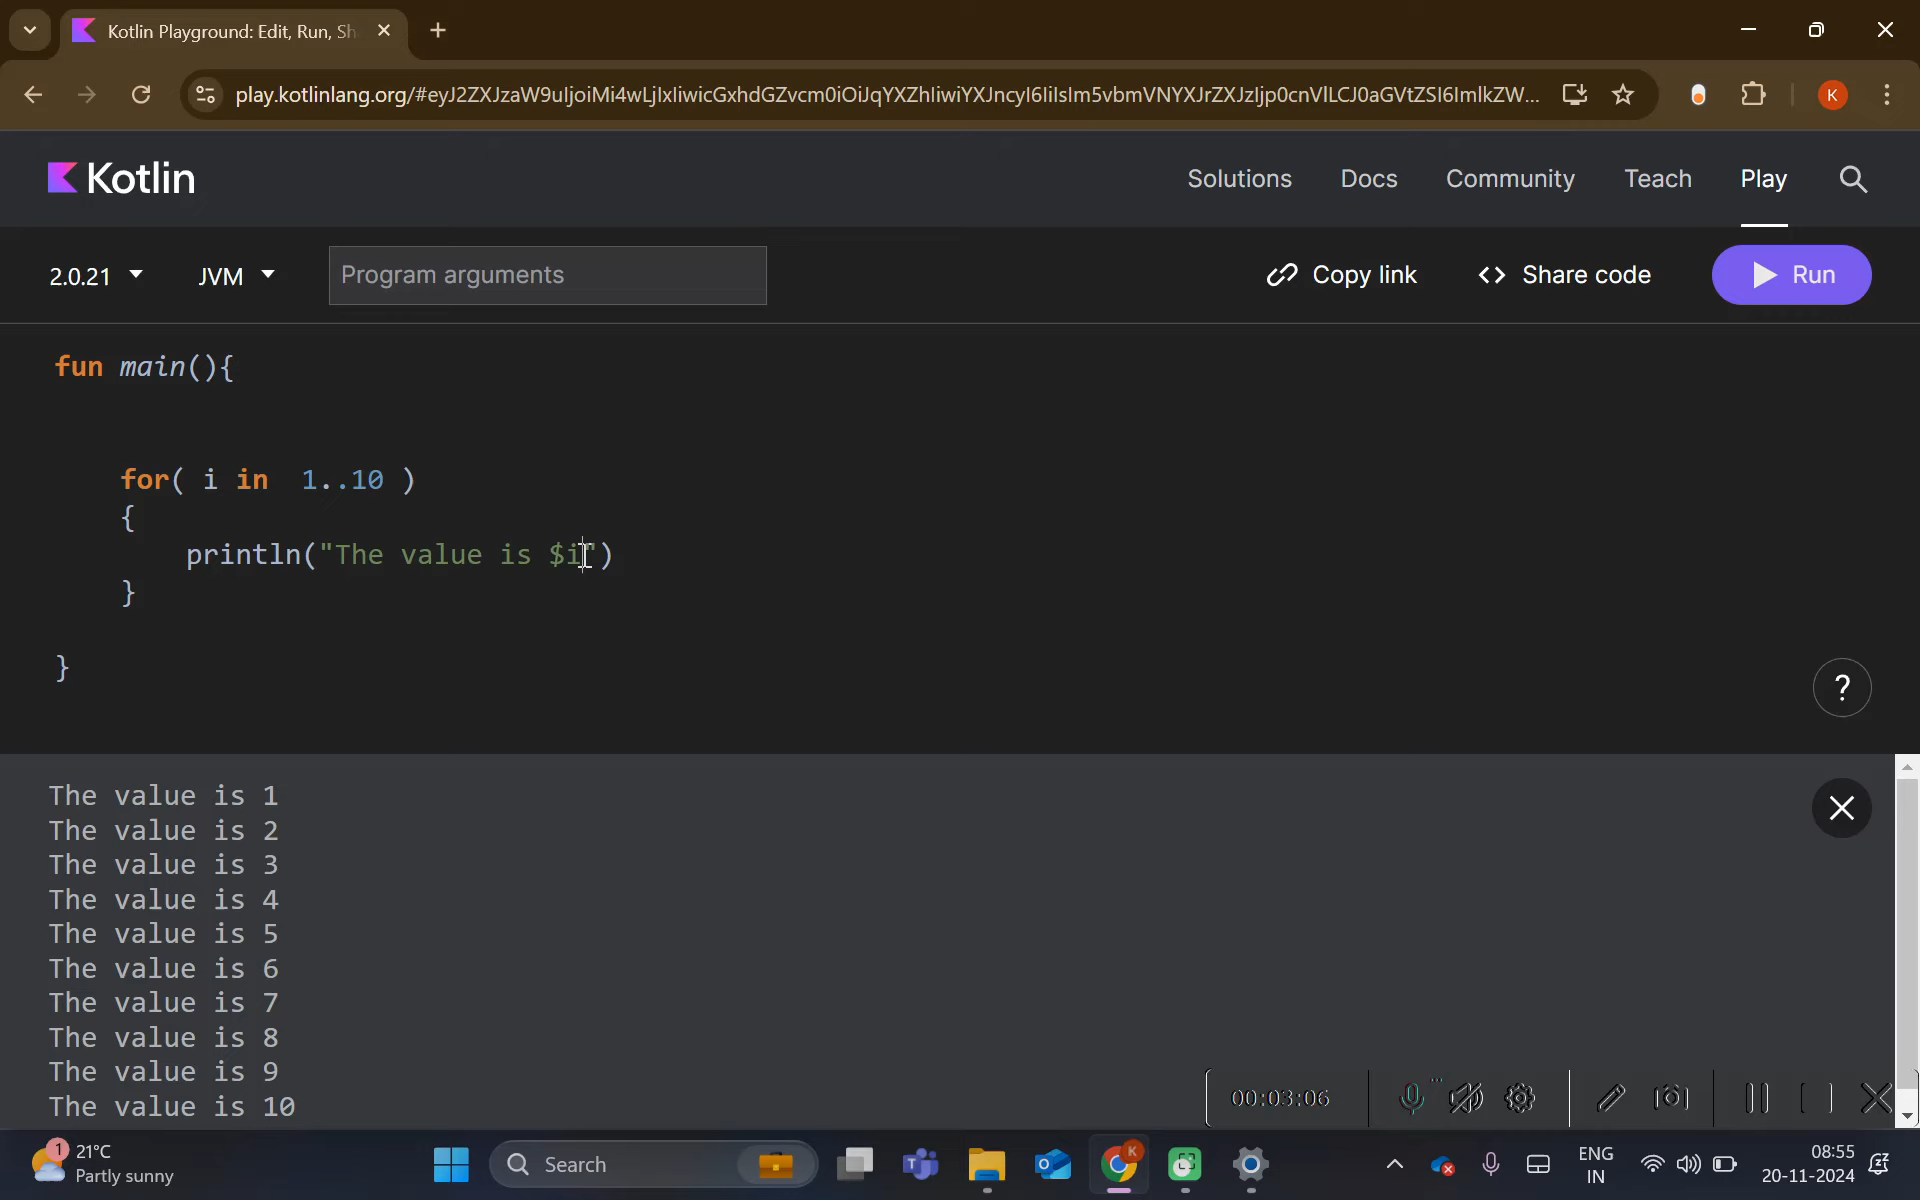 Kotlin Playground: Edit, Run, Sh
play.kotlinlang.org/#eyJ2ZXJzaW9uIjoiMi4wLjIxIiwicGxhdGZvcm0iOiJqYXZhIiwiYXJncyI6IiIsIm5vbmVNYXJrZXJzIjp0cnVlLCJ0aGVtZSI6ImlkZW...
K
Kotlin
Solutions
Docs
Community
Teach
Play
2.0.21
JVM
Program arguments
Copy link
Share code
Run
fun main(){
for( i in 1..10 )
{
println("The value is $i")
}
}
?
The value is 1
The value is 2
The value is 3
The value is 4
The value is 5
The value is 6
The value is 7
The value is 8
The value is 9
The value is 10
00:03:06
1
21°C
Partly sunny
Search
K
ENG
IN
08:55
20-11-2024